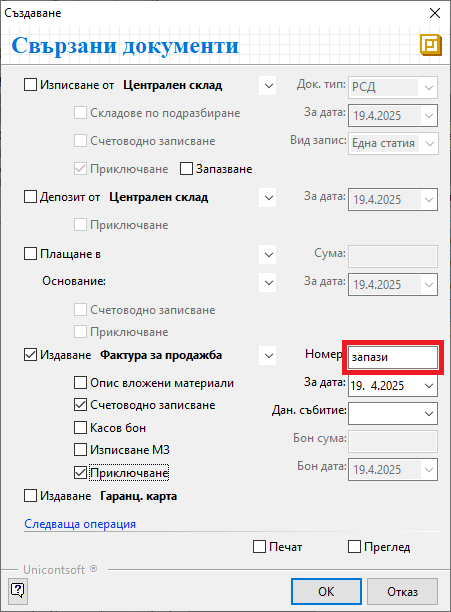 Създаване
Свързани документи
Изписване от Централен склад Док. тип: РСД
Складове по подразбиране За дата: 19.4.2025
Счетоводно записване Вид запис: Една статия
Приключване Запазване
Депозит от Централен склад За дата: 19.4.2025
Приключване
Плащане в Сума:
Основание: За дата: 19.4.2025
Счетоводно записване
Приключване
Издаване Фактура за продажба Номер запази
Опис вложени материали За дата: 19. 4.2025
Счетоводно записване Дан. събитие:
Касов бон Бон сума:
Изписване МЗ
Приключване Бон дата: 19.4.2025
Издаване Гаранц. карта
Следваща операция
Печат Преглед
Unicontsoft ®
? OK Отказ